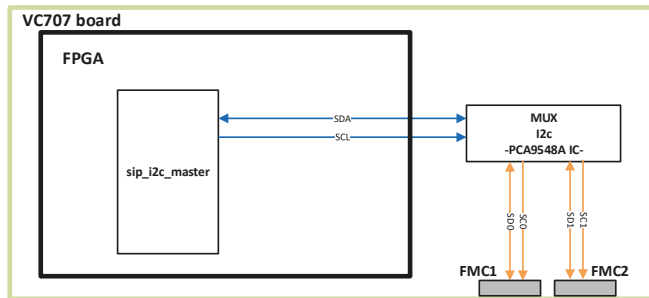 VC707 board
FPGA
sip_i2c_master
SDA
SCL
MUX
I2c
-PCA9548A IC-
SD0
SC0
SD1
SC1
FMC1
FMC2